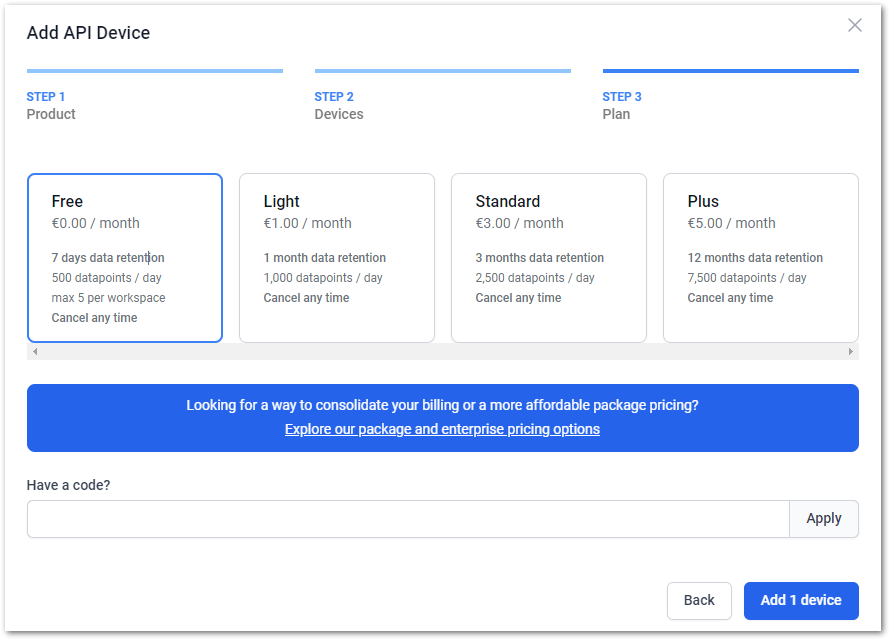 Add API Device
STEP 1
Product
STEP 2
Devices
STEP 3
Plan
Free
€0.00 / month
7 days data retention
500 datapoints / day
max 5 per workspace
Cancel any time
Light
€1.00 / month
1 month data retention
1,000 datapoints / day
Cancel any time
Standard
€3.00 / month
3 months data retention
2,500 datapoints / day
Cancel any time
Plus
€5.00 / month
12 months data retention
7,500 datapoints / day
Cancel any time
Looking for a way to consolidate your billing or a more affordable package pricing?
Explore our package and enterprise pricing options
Have a code?
Apply
Back
Add 1 device